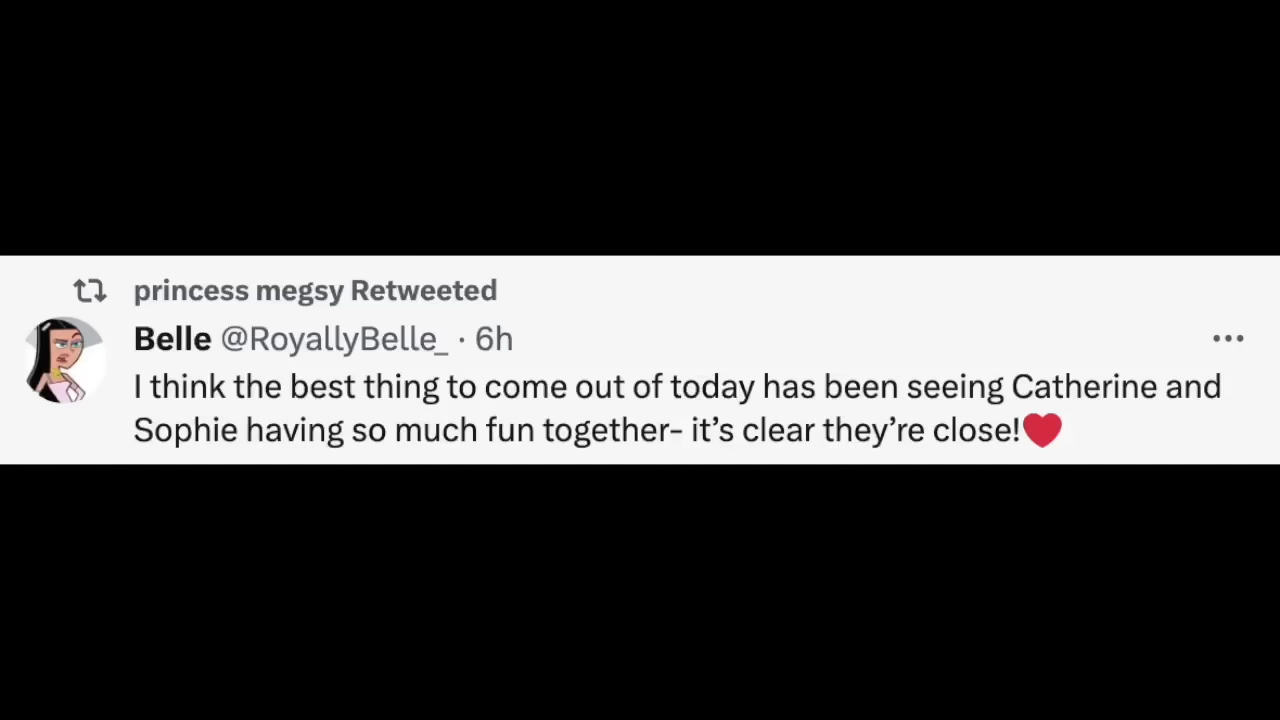 princess megsy Retweeted
Belle @RoyallyBelle_ · 6h
I think the best thing to come out of today has been seeing Catherine and
Sophie having so much fun together- it’s clear they’re close!❤️